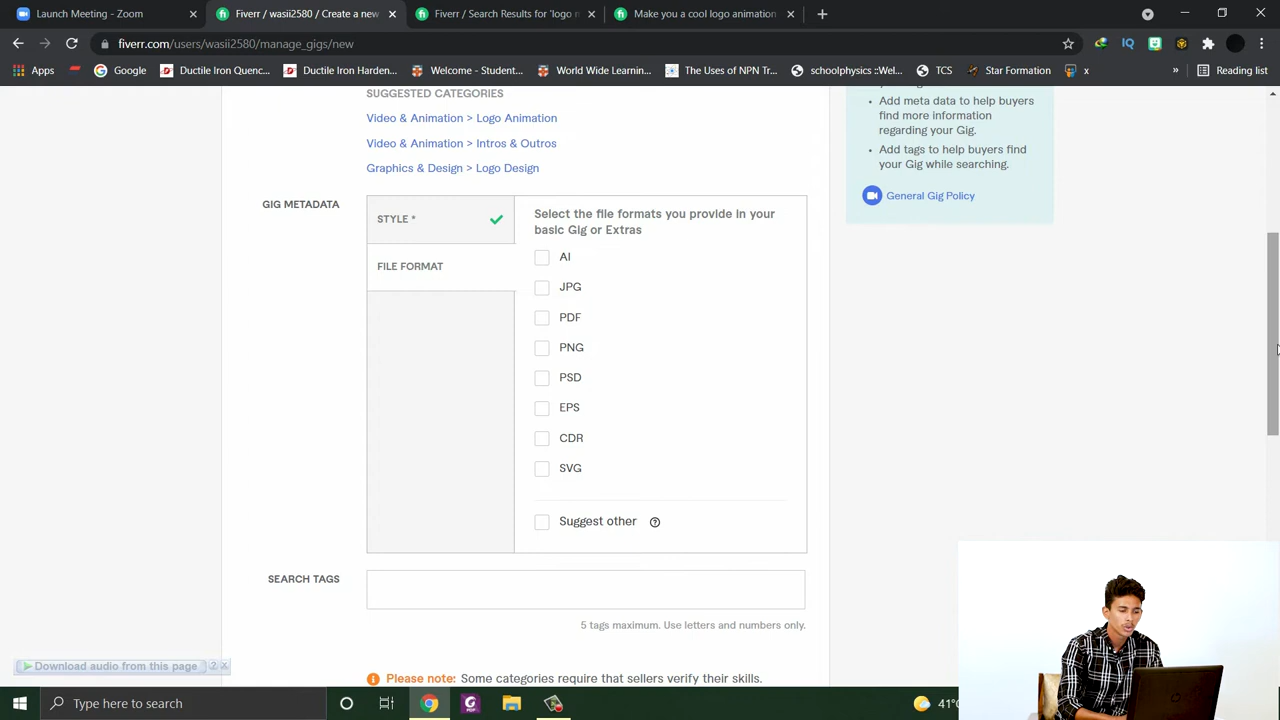 Launch Meeting - Zoom
Fiverr / wasii2580 / Create a new
Fiverr / Search Results for 'logo n
Make you a cool logo animation
fiverr.com/users/wasii2580/manage_gigs/new
Apps
Google
Ductile Iron Quenc...
Ductile Iron Harden...
Welcome - Student...
World Wide Learnin...
The Uses of NPN Tr...
schoolphysics ::Wel...
TCS
Star Formation
x
»
Reading list
SUGGESTED CATEGORIES
Video & Animation > Logo Animation
Video & Animation > Intros & Outros
Graphics & Design > Logo Design
• Add meta data to help buyers
find more information
regarding your Gig.
• Add tags to help buyers find
your Gig while searching.
General Gig Policy
GIG METADATA
STYLE *
FILE FORMAT
Select the file formats you provide in your
basic Gig or Extras
AI
JPG
PDF
PNG
PSD
EPS
CDR
SVG
Suggest other
SEARCH TAGS
5 tags maximum. Use letters and numbers only.
Please note: Some categories require that sellers verify their skills.
Download audio from this page
Type here to search
41°